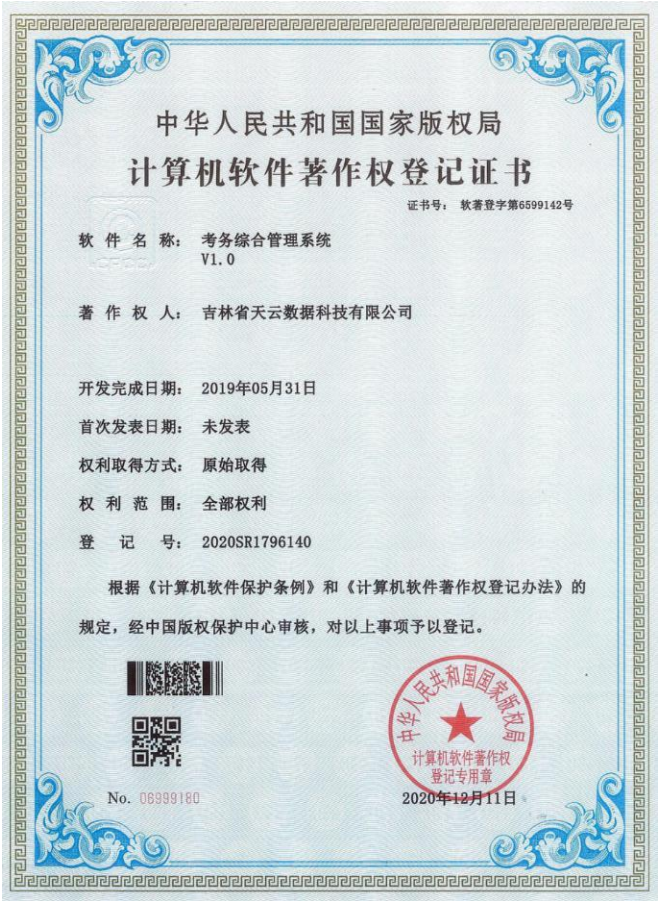 中华人民共和国国家版权局
计算机软件著作权登记证书
证书号： 软著登字第6599142号
软件名称： 考务综合管理系统
V1.0
著作权人： 吉林省天云数据科技有限公司
开发完成日期： 2019年05月31日
首次发表日期： 未发表
权利取得方式： 原始取得
权利范围： 全部权利
登记号： 2020SR1796140
根据《计算机软件保护条例》和《计算机软件著作权登记办法》的
规定，经中国版权保护中心审核，对以上事项予以登记。
中华人民共和国国家版权局
计算机软件著作权
登记专用章
No. 06999180
2020年12月11日